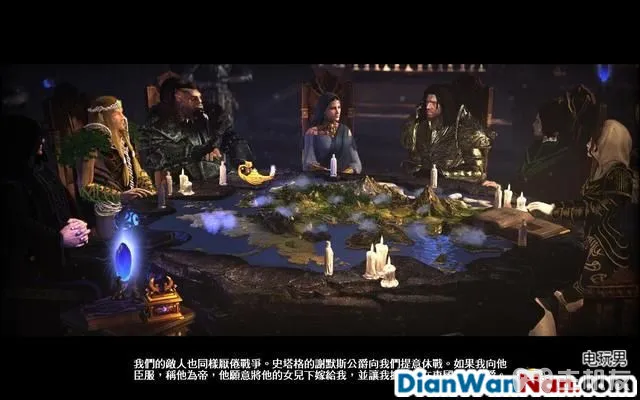 我們的敵人也同樣厭倦戰爭。史塔格的謝默斯公爵向我們提意休戰。如果我向他
臣服，稱他為帝，他願意將他的女兒下嫁給我，並讓我
电玩男
DianWanNan.com